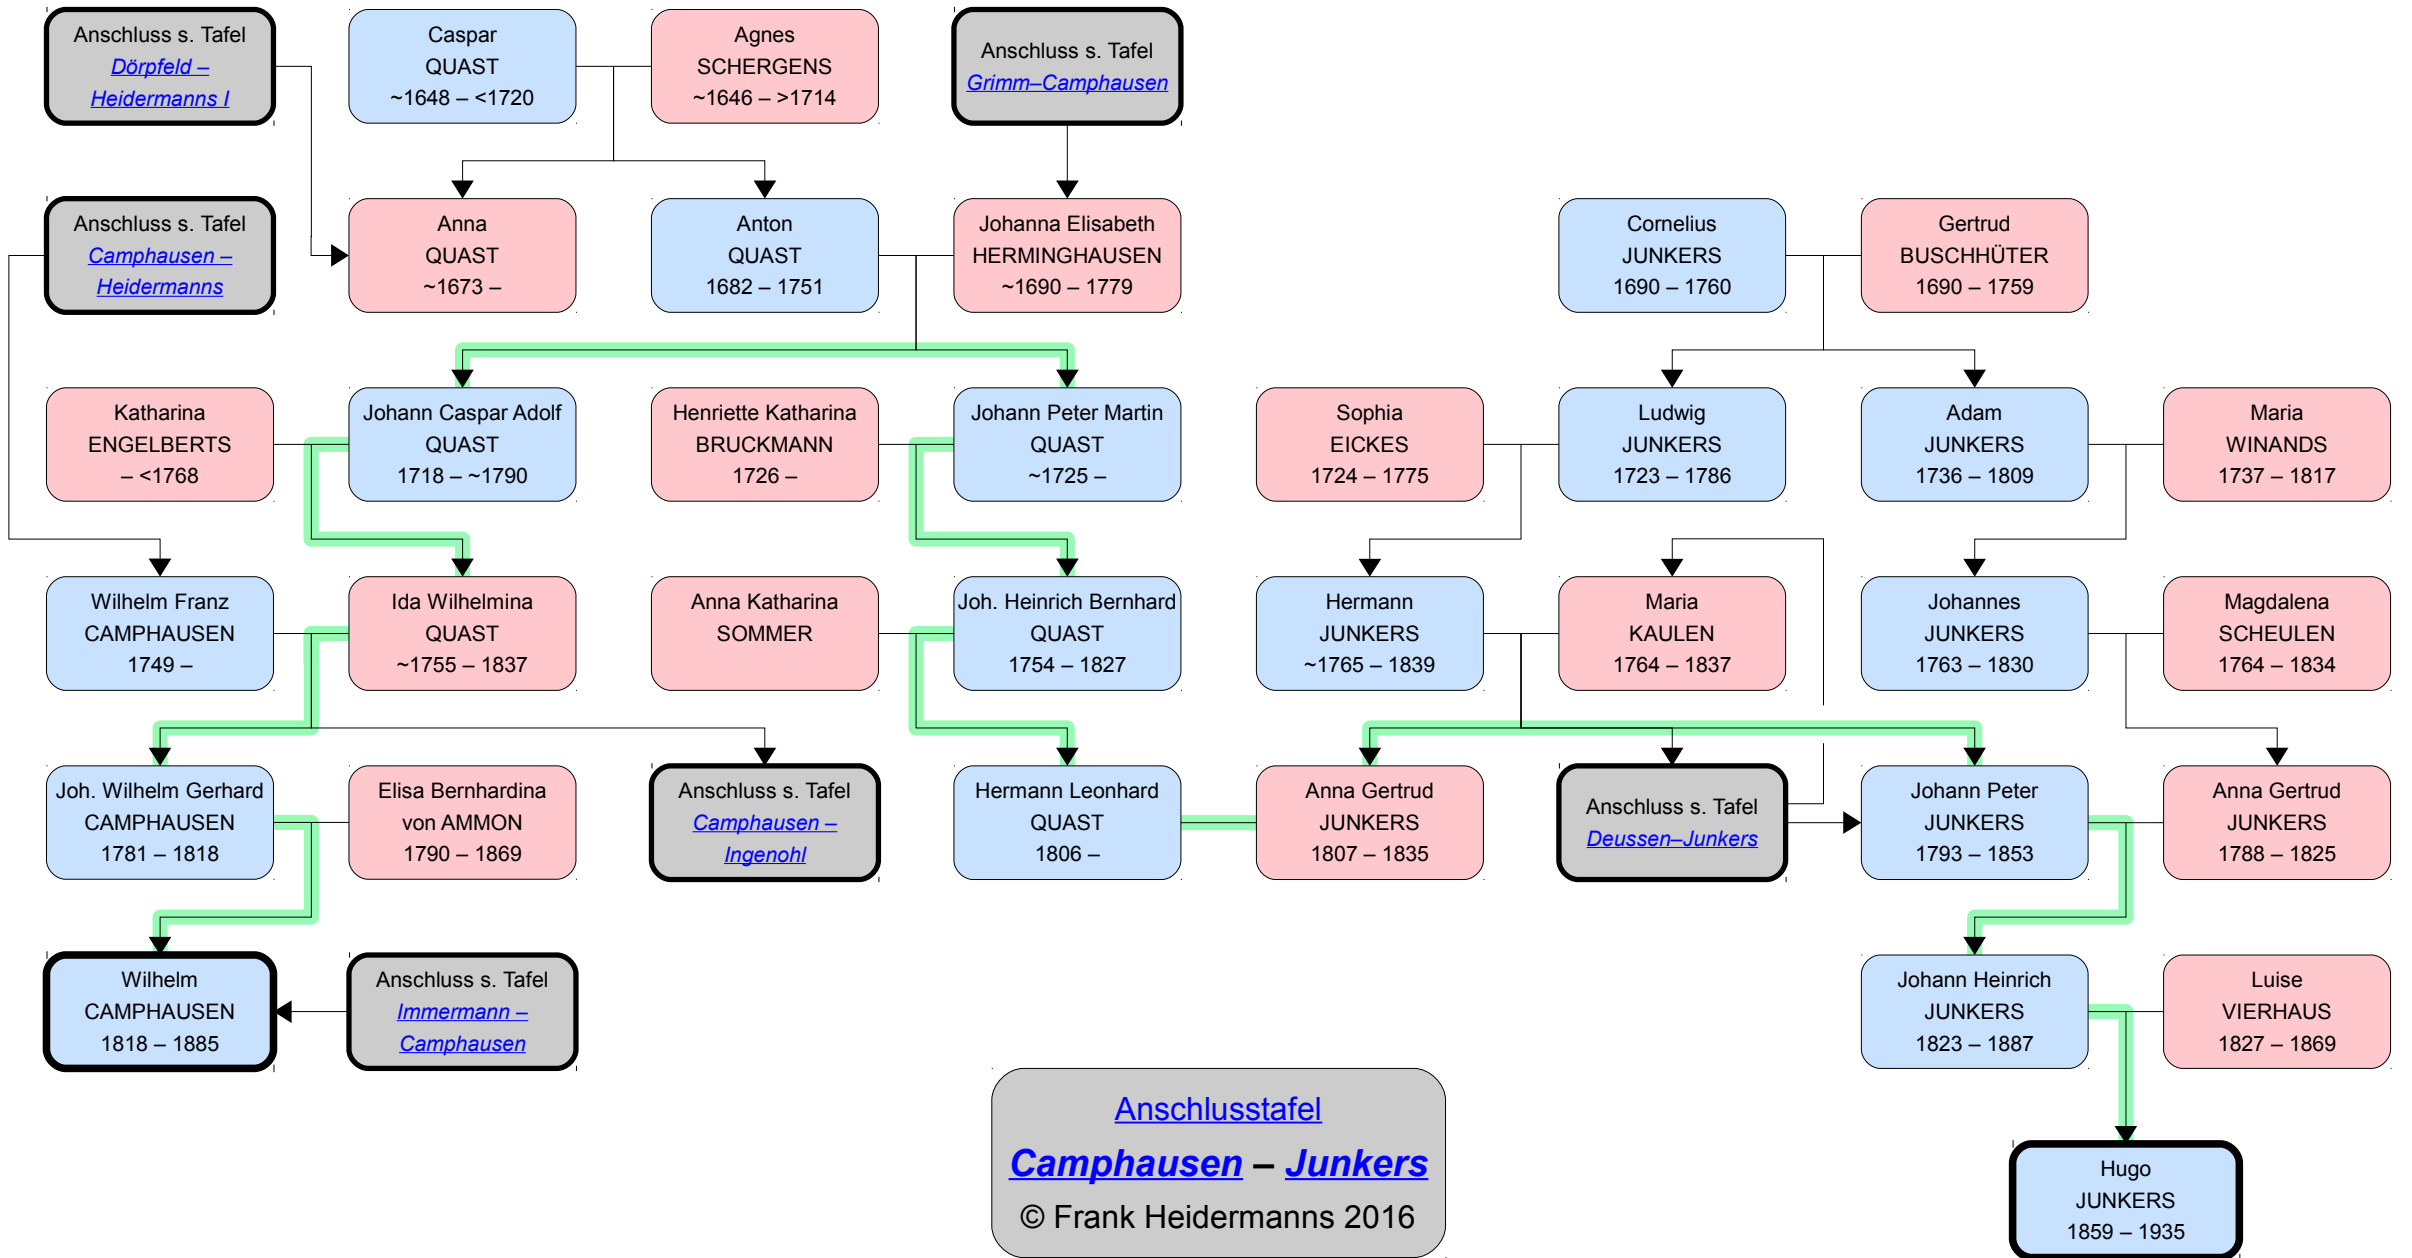 Anschluss s. Tafel
Dörpfeld –
Heidermanns I
Caspar
QUAST
~1648 – <1720
Agnes
SCHERGENS
~1646 – >1714
Anschluss s. Tafel
Grimm–Camphausen
Anschluss s. Tafel
Camphausen –
Heidermanns
Anna
QUAST
~1673 –
Anton
QUAST
1682 – 1751
Johanna Elisabeth
HERMINGHAUSEN
~1690 – 1779
Cornelius
JUNKERS
1690 – 1760
Gertrud
BUSCHHÜTER
1690 – 1759
Katharina
ENGELBERTS
– <1768
Johann Caspar Adolf
QUAST
1718 – ~1790
Henriette Katharina
BRUCKMANN
1726 –
Johann Peter Martin
QUAST
~1725 –
Sophia
EICKES
1724 – 1775
Ludwig
JUNKERS
1723 – 1786
Adam
JUNKERS
1736 – 1809
Maria
WINANDS
1737 – 1817
Wilhelm Franz
CAMPHAUSEN
1749 –
Ida Wilhelmina
QUAST
~1755 – 1837
Anna Katharina
SOMMER
Joh. Heinrich Bernhard
QUAST
1754 – 1827
Hermann
JUNKERS
~1765 – 1839
Maria
KAULEN
1764 – 1837
Johannes
JUNKERS
1763 – 1830
Magdalena
SCHEULEN
1764 – 1834
Joh. Wilhelm Gerhard
CAMPHAUSEN
1781 – 1818
Elisa Bernhardina
von AMMON
1790 – 1869
Anschluss s. Tafel
Camphausen –
Ingenohl
Hermann Leonhard
QUAST
1806 –
Anna Gertrud
JUNKERS
1807 – 1835
Anschluss s. Tafel
Deussen–Junkers
Johann Peter
JUNKERS
1793 – 1853
Anna Gertrud
JUNKERS
1788 – 1825
Wilhelm
CAMPHAUSEN
1818 – 1885
Anschluss s. Tafel
Immermann –
Camphausen
Johann Heinrich
JUNKERS
1823 – 1887
Luise
VIERHAUS
1827 – 1869
Anschlusstafel
Camphausen – Junkers
© Frank Heidermanns 2016
Hugo
JUNKERS
1859 – 1935